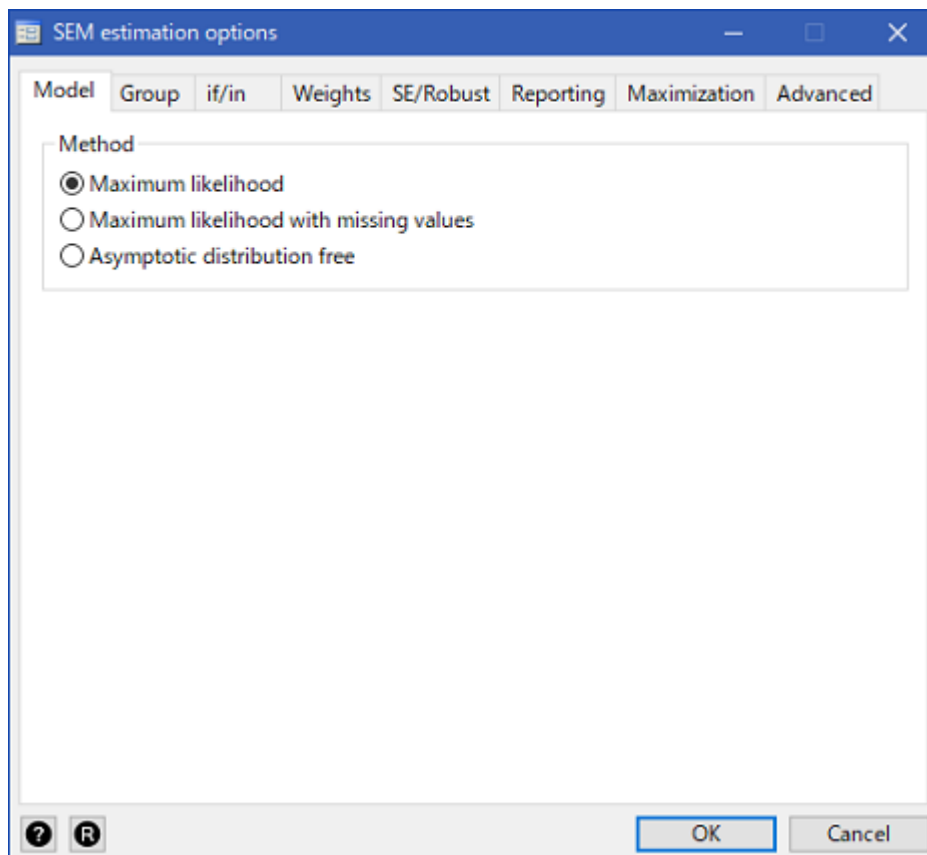 SEM estimation options
Model Group if/in Weights SE/Robust Reporting Maximization Advanced
Method
Maximum likelihood
Maximum likelihood with missing values
Asymptotic distribution free
? R OK Cancel